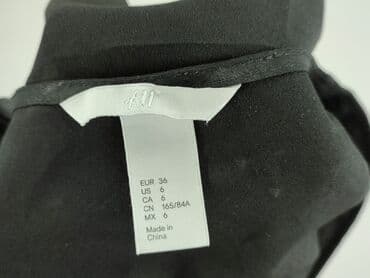 H&M
EUR 36
US 6
CA 6
CN 165/84A
MX 6
Made in
China